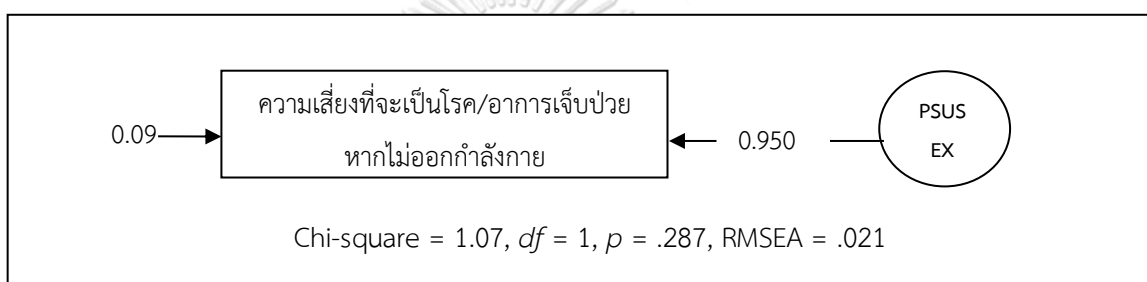 ความเสี่ยงที่จะเป็นโรค/อาการเจ็บป่วย
หากไม่ออกกำลังกาย
0.09
0.950
PSUS
EX
Chi-square = 1.07, df = 1, p = .287, RMSEA = .021